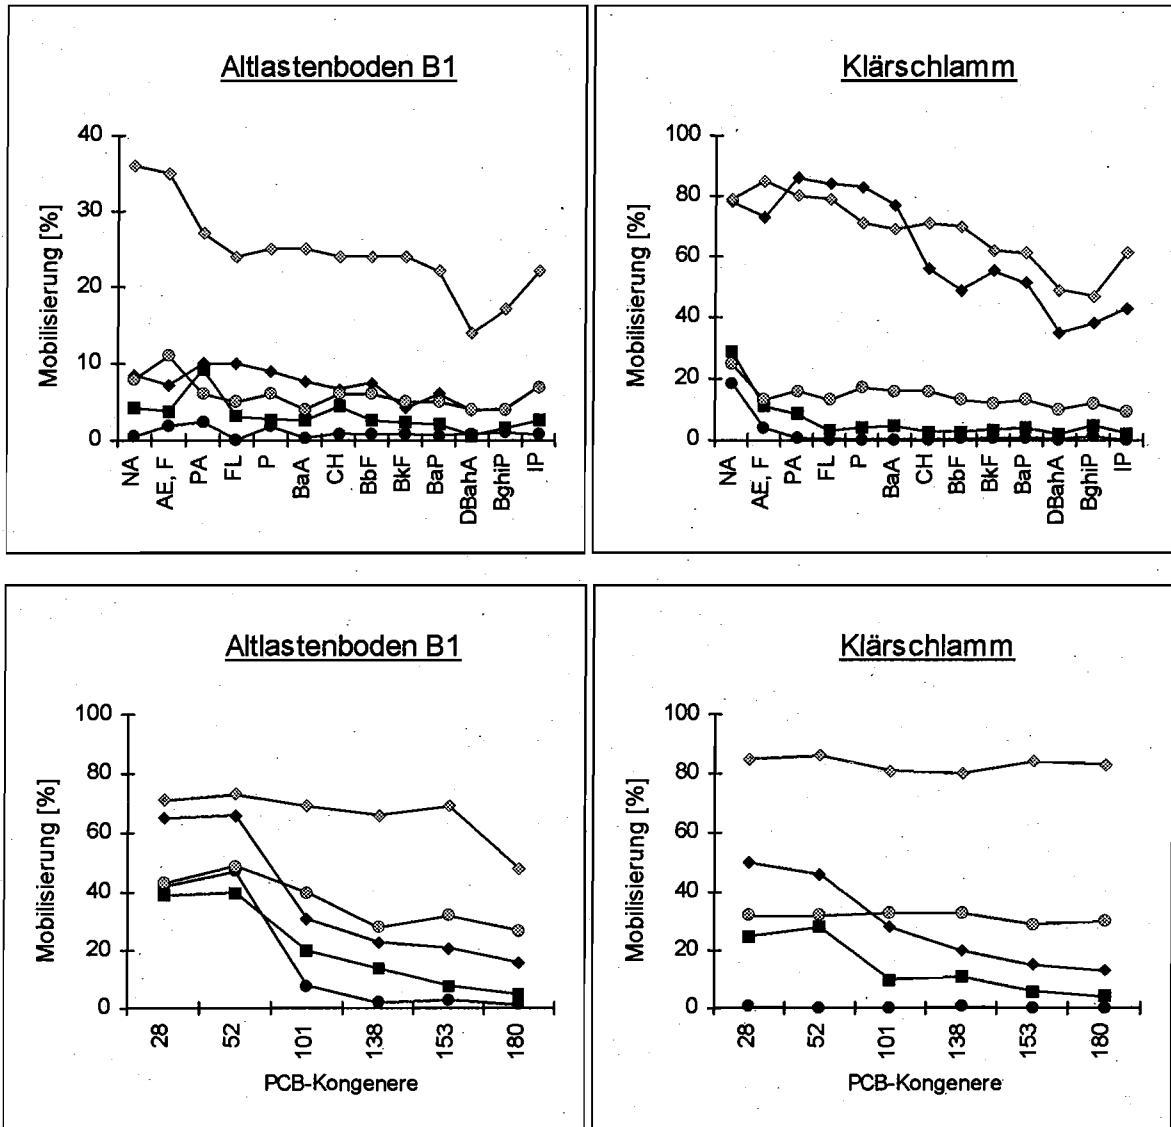 Altlastenboden B1
Mobilisierung [%]
40
30
20
10
0
NA
AE, F
PA
FL
P
BaA
CH
BbF
BkF
BaP
DBahA
BghiP
IP
Klärschlamm
Mobilisierung [%]
100
80
60
40
20
0
NA
AE, F
PA
FL
P
BaA
CH
BbF
BkF
BaP
DBahA
BghiP
IP
Altlastenboden B1
Mobilisierung [%]
100
80
60
40
20
0
28
52
101
138
153
180
PCB-Kongenere
Klärschlamm
Mobilisierung [%]
100
80
60
40
20
0
28
52
101
138
153
180
PCB-Kongenere